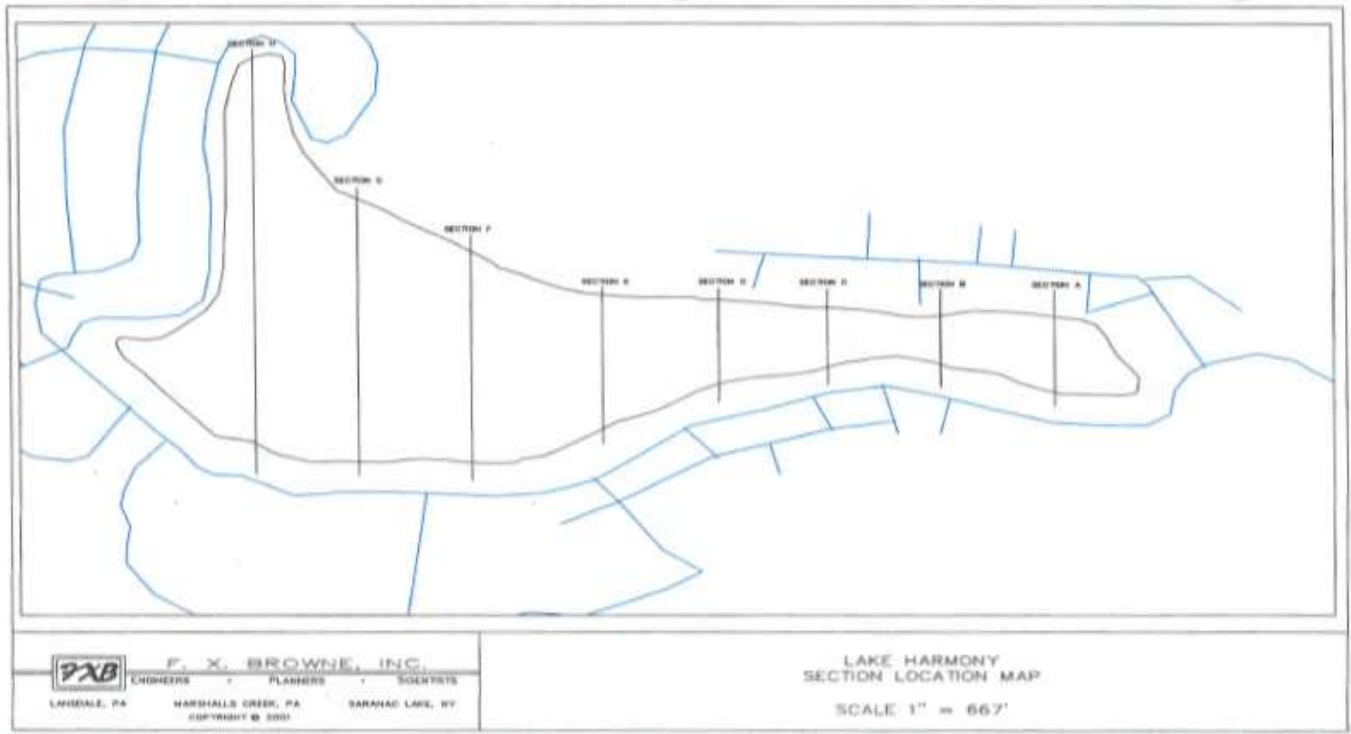 SECTION H
SECTION G
SECTION F
SECTION E
SECTION D
SECTION C
SECTION B
SECTION A
FXB
F. X. BROWNE, INC.
ENGINEERS · PLANNERS · SCIENTISTS
LANSDALE, PA
MARSHALLS CREEK, PA
SARANAC LAKE, NY
COPYRIGHT © 2001
LAKE HARMONY
SECTION LOCATION MAP
SCALE 1" = 667'